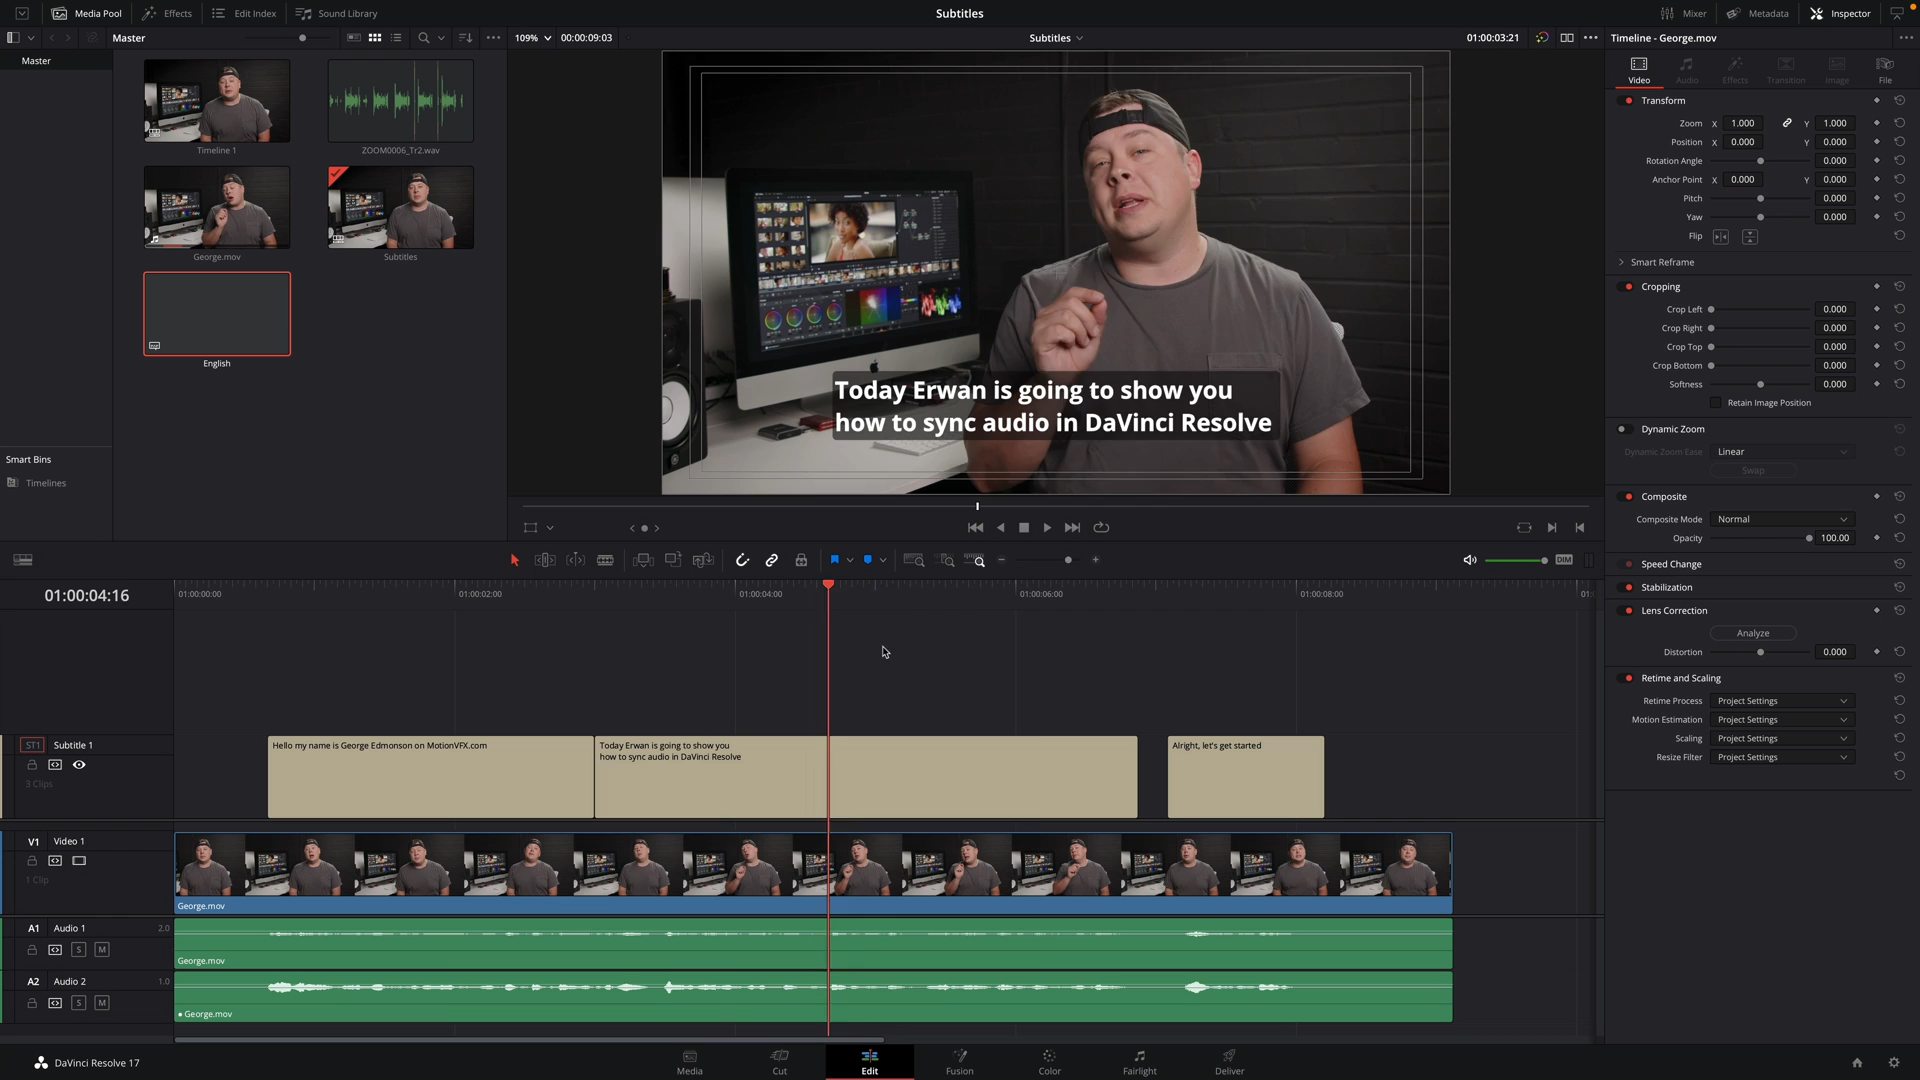 Media Pool
Effects
Edit Index
Sound Library
Subtitles
Mixer
Metadata
Inspector
Master
109%
00:00:09:03
Subtitles
01:00:03:21
Timeline - George.mov
Master
Timeline 1
ZOOM0006_Tr2.wav
George.mov
Subtitles
English
Smart Bins
Timelines
Today Erwan is going to show you
how to sync audio in DaVinci Resolve
Video
Audio
Effects
Transition
Image
File
Transform
Zoom X 1.000 Y 1.000
Position X 0.000 Y 0.000
Rotation Angle 0.000
Anchor Point X 0.000 Y 0.000
Pitch 0.000
Yaw 0.000
Flip
Smart Reframe
Cropping
Crop Left 0.000
Crop Right 0.000
Crop Top 0.000
Crop Bottom 0.000
Softness 0.000
Retain Image Position
Dynamic Zoom
Dynamic Zoom Ease Linear
Swap
Composite
Composite Mode Normal
Opacity 100.00
Speed Change
Stabilization
Lens Correction
Analyze
Distortion 0.000
Retime and Scaling
Retime Process Project Settings
Motion Estimation Project Settings
Scaling Project Settings
Resize Filter Project Settings
DIM
01:00:04:16
01:00:00:00
01:00:02:00
01:00:04:00
01:00:06:00
01:00:08:00
ST1 Subtitle 1
3 Clips
Hello my name is George Edmonson on MotionVFX.com
Today Erwan is going to show you
how to sync audio in DaVinci Resolve
Alright, let's get started
V1 Video 1
1 Clip
George.mov
A1 Audio 1 2.0
S M
George.mov
A2 Audio 2 1.0
S M
George.mov
DaVinci Resolve 17
Media
Cut
Edit
Fusion
Color
Fairlight
Deliver